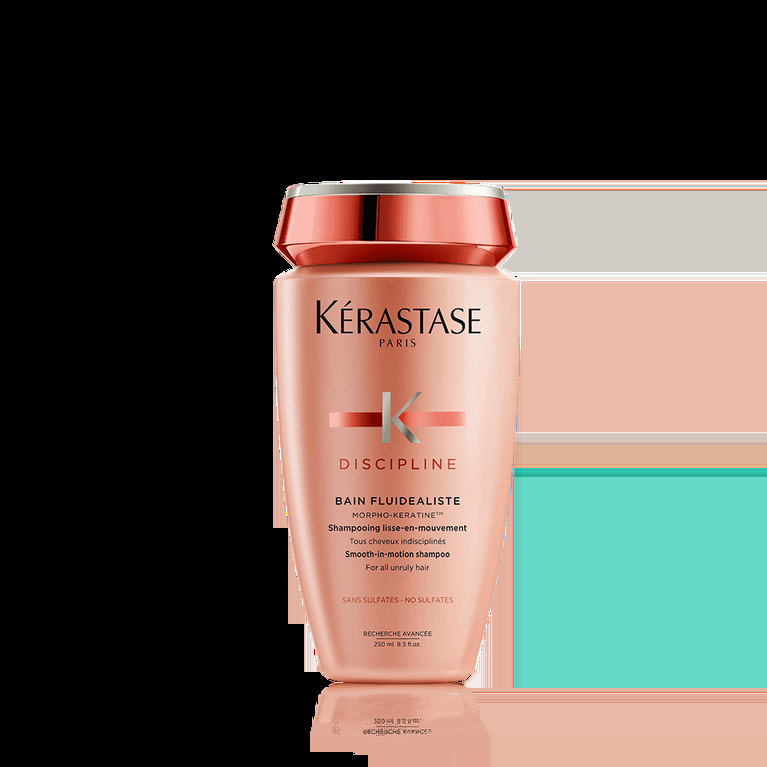 KÉRASTASE
PARIS
K
DISCIPLINE
BAIN FLUIDEALISTE
MORPHO-KERATINE™
Shampooing lisse-en-mouvement
Tous cheveux indisciplinés
Smooth-in-motion shampoo
For all unruly hair
SANS SULFATES - NO SULFATES
RECHERCHE AVANCÉE
250 ml 8.5 fl.oz.